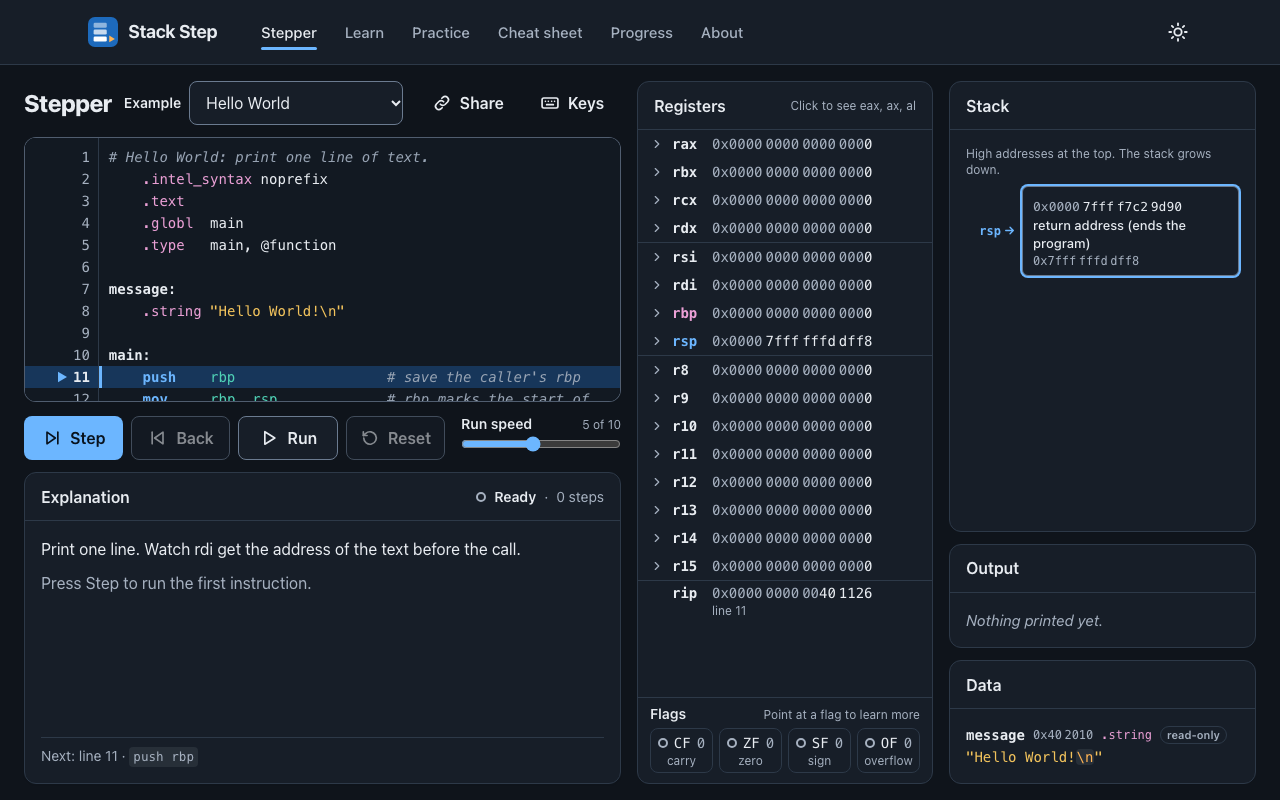 Stack Step
Stepper
Learn
Practice
Cheat sheet
Progress
About
Stepper
Example
Hello World
Share
Keys
1 # Hello World: print one line of text.
2 .intel_syntax noprefix
3 .text
4 .globl main
5 .type main, @function
6
7 message:
8 .string "Hello World!\n"
9
10 main:
11 push rbp # save the caller's rbp
12 mov rbp, rsp # rbp marks the start of
Step
Back
Run
Reset
Run speed
5 of 10
Explanation
Ready · 0 steps
Print one line. Watch rdi get the address of the text before the call.
Press Step to run the first instruction.
Next: line 11 · push rbp
Registers
Click to see eax, ax, al
rax 0x0000 0000 0000 0000
rbx 0x0000 0000 0000 0000
rcx 0x0000 0000 0000 0000
rdx 0x0000 0000 0000 0000
rsi 0x0000 0000 0000 0000
rdi 0x0000 0000 0000 0000
rbp 0x0000 0000 0000 0000
rsp 0x0000 7fff fffd dff8
r8 0x0000 0000 0000 0000
r9 0x0000 0000 0000 0000
r10 0x0000 0000 0000 0000
r11 0x0000 0000 0000 0000
r12 0x0000 0000 0000 0000
r13 0x0000 0000 0000 0000
r14 0x0000 0000 0000 0000
r15 0x0000 0000 0000 0000
rip 0x0000 0000 0040 1126
line 11
Flags
Point at a flag to learn more
CF 0
carry
ZF 0
zero
SF 0
sign
OF 0
overflow
Stack
High addresses at the top. The stack grows
down.
rsp →
0x0000 7fff f7c2 9d90
return address (ends the
program)
0x7fff fffd dff8
Output
Nothing printed yet.
Data
message 0x40 2010 .string read-only
"Hello World!\n"